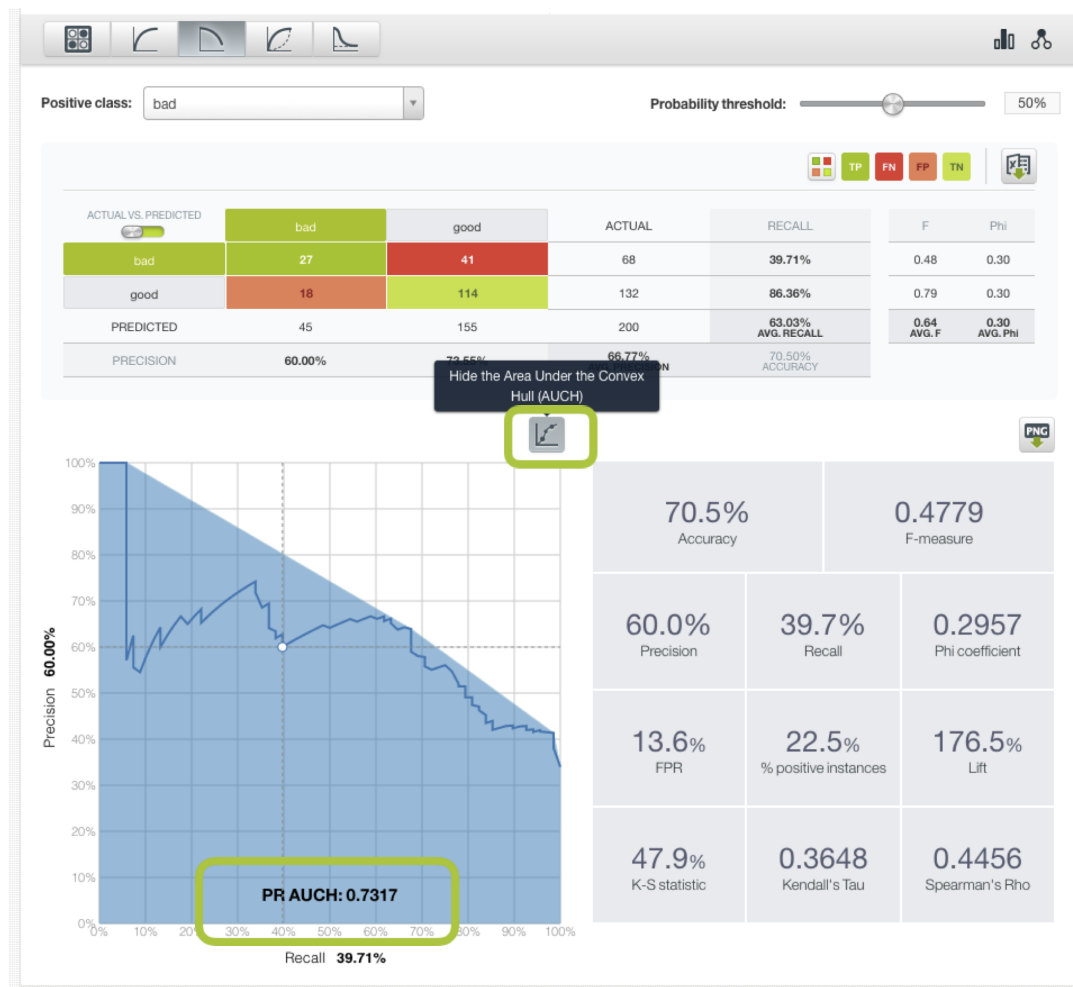 Positive class: bad
Probability threshold: 50%
TP FN FP TN
ACTUAL VS. PREDICTED bad good ACTUAL RECALL F Phi
bad 27 41 68 39.71% 0.48 0.30
good 18 114 132 86.36% 0.79 0.30
PREDICTED 45 155 200 63.03% 0.64 0.30
AVG. RECALL AVG. F AVG. Phi
PRECISION 60.00% 73.55% 66.77% 70.50%
AVG. PRECISION ACCURACY
Hide the Area Under the Convex
Hull (AUCH)
PNG
100%
90%
80%
70%
60%
50%
40%
30%
20%
10%
0%
Precision 60.00%
PR AUCH: 0.7317
0% 10% 20% 30% 40% 50% 60% 70% 80% 90% 100%
Recall 39.71%
70.5% 0.4779
Accuracy F-measure
60.0% 39.7% 0.2957
Precision Recall Phi coefficient
13.6% 22.5% 176.5%
FPR % positive instances Lift
47.9% 0.3648 0.4456
K-S statistic Kendall's Tau Spearman's Rho